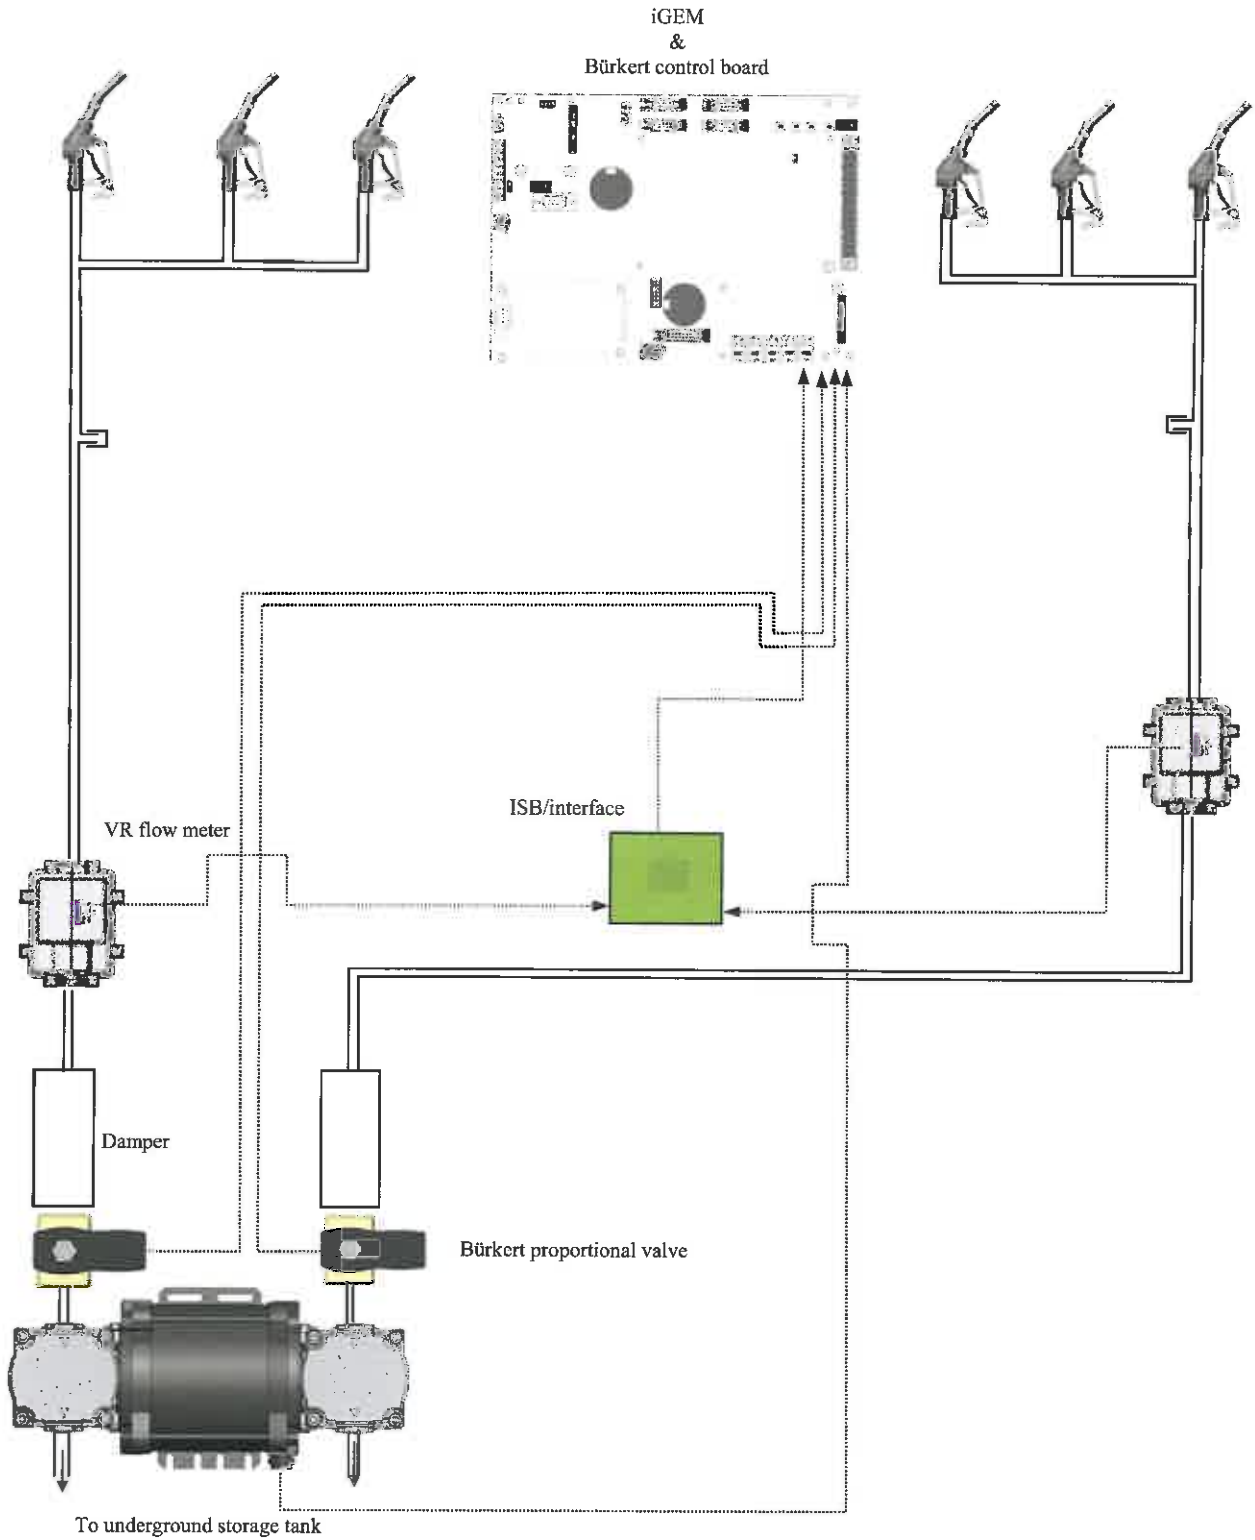 iGEM
&
Bürkert control board
ISB/interface
VR flow meter
Damper
Bürkert proportional valve
To underground storage tank